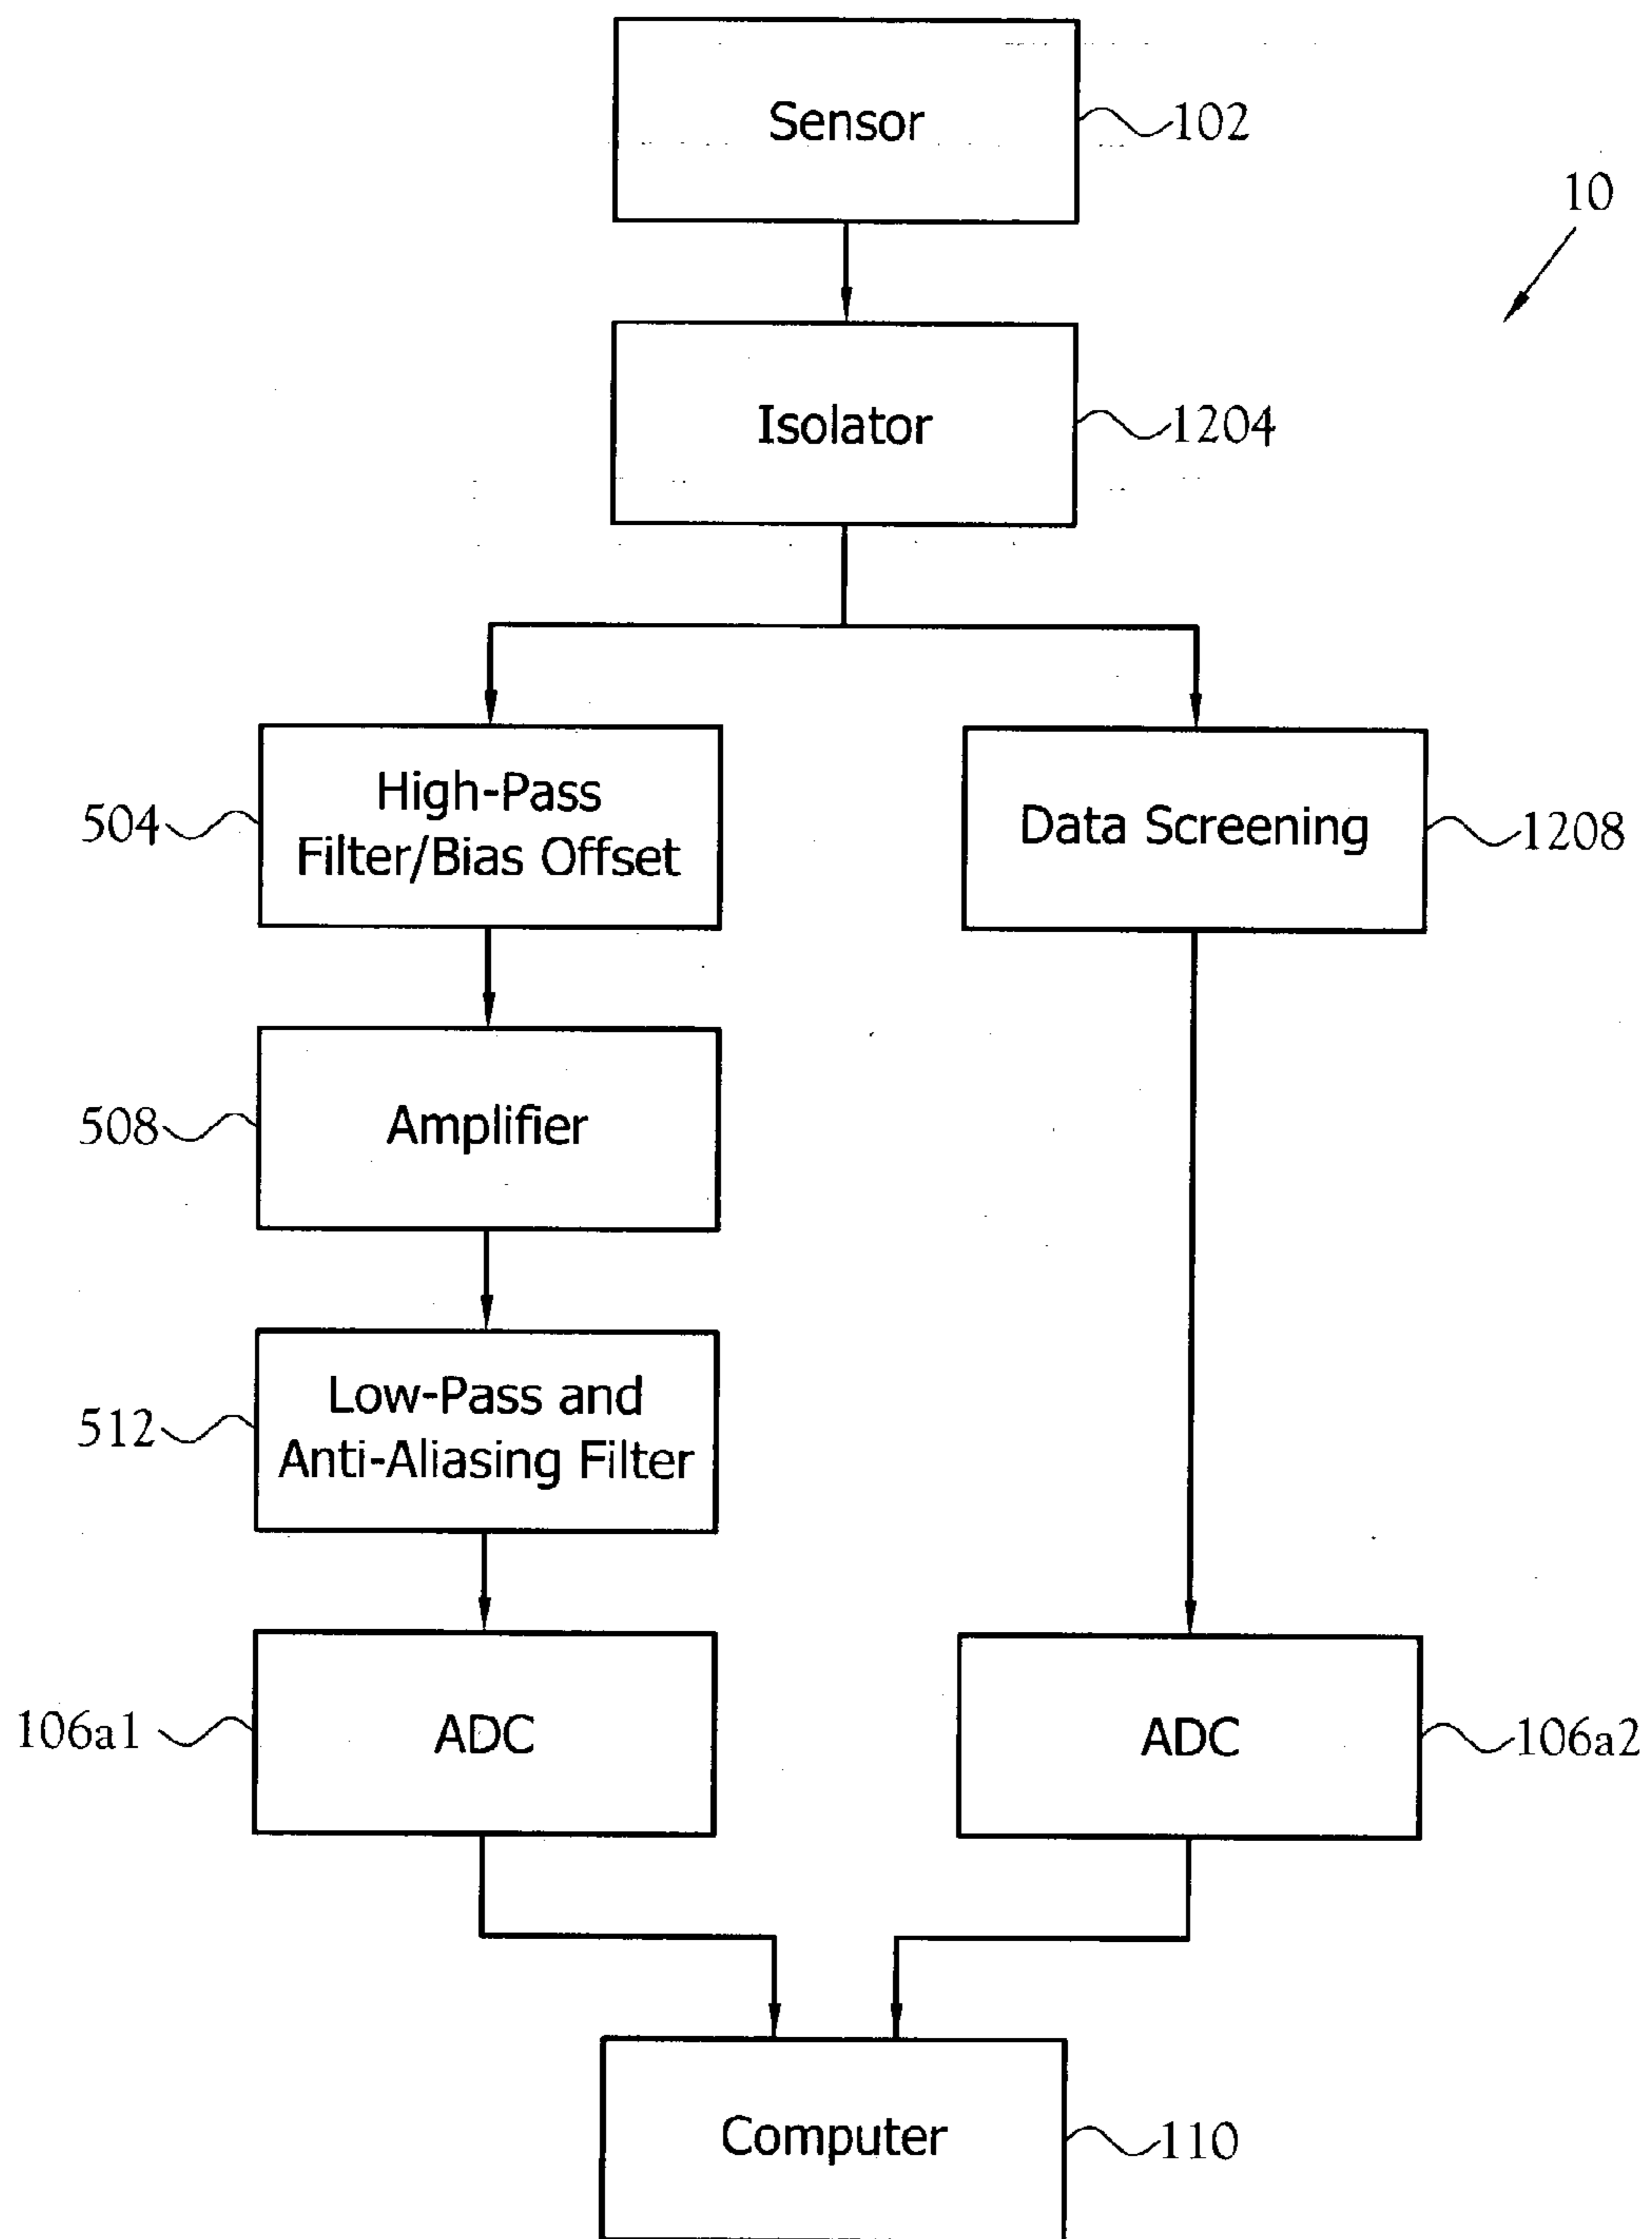 Sensor
102
10
Isolator
1204
High-Pass
Filter/Bias Offset
504
Data Screening
1208
Amplifier
508
Low-Pass and
Anti-Aliasing Filter
512
ADC
106a1
ADC
106a2
Computer
110